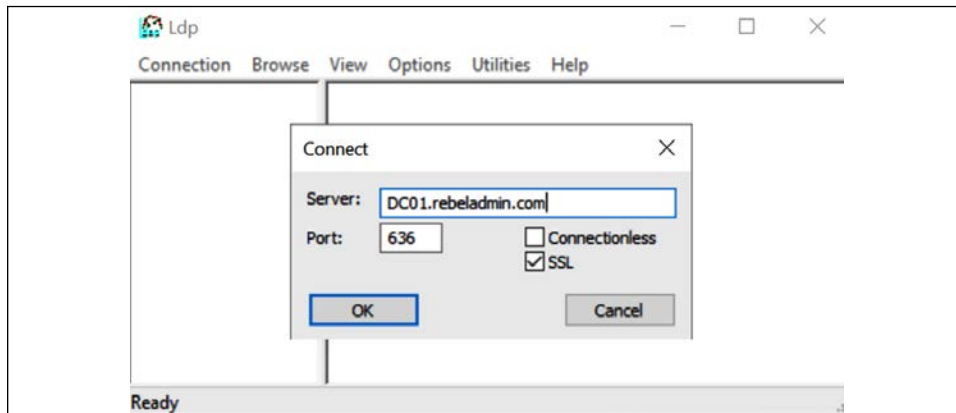 Ldp
Connection Browse View Options Utilities Help
Connect
Server: DC01.rebeladmin.com
Port: 636 Connectionless
SSL
OK Cancel
Ready